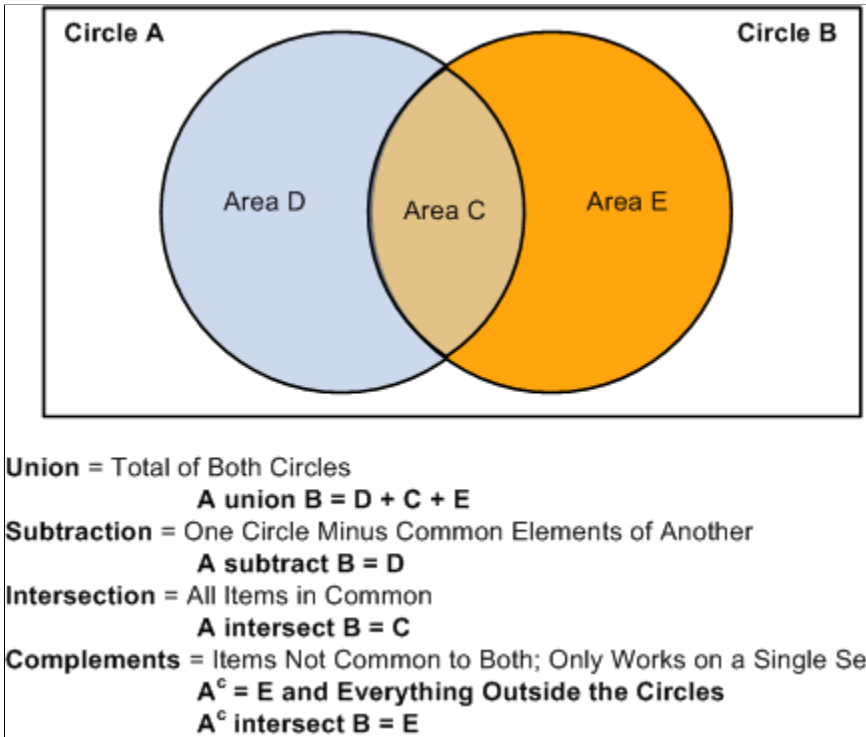 Circle A
Circle B
Area D
Area C
Area E
Union = Total of Both Circles
A union B = D + C + E
Subtraction = One Circle Minus Common Elements of Another
A subtract B = D
Intersection = All Items in Common
A intersect B = C
Complements = Items Not Common to Both; Only Works on a Single Se
Aᶜ = E and Everything Outside the Circles
Aᶜ intersect B = E